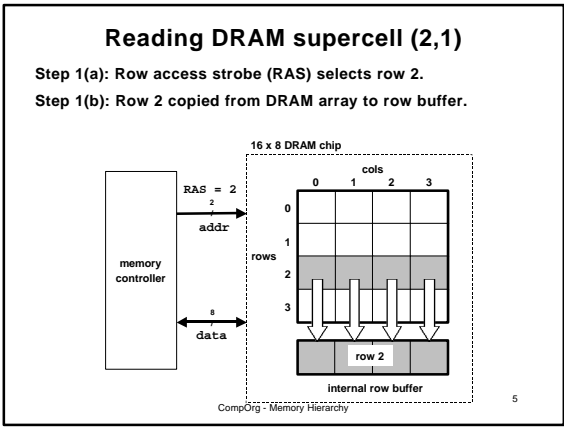 Reading DRAM supercell (2,1)
Step 1(a): Row access strobe (RAS) selects row 2.
Step 1(b): Row 2 copied from DRAM array to row buffer.
16 x 8 DRAM chip
cols
0 1 2 3
RAS = 2
2
/
addr
0
1
rows
2
3
memory
controller
8
/
data
row 2
internal row buffer
CompOrg - Memory Hierarchy
5